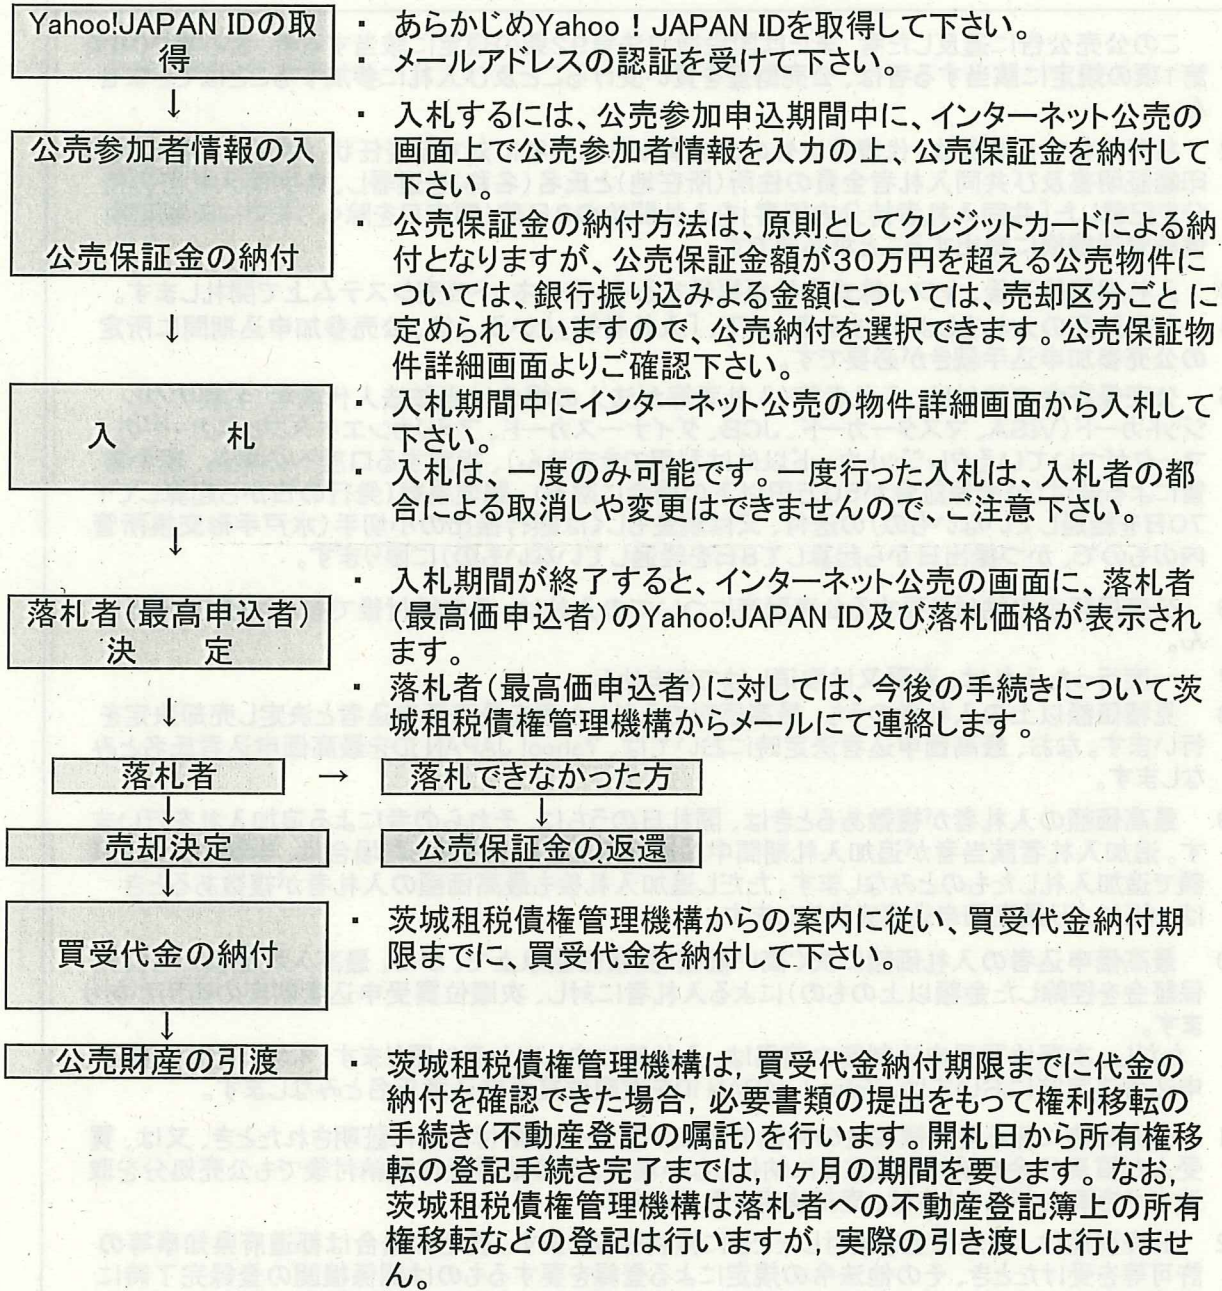 Yahoo!JAPAN IDの取
得
・ あらかじめYahoo！JAPAN IDを取得して下さい。
・ メールアドレスの認証を受けて下さい。
↓
公売参加者情報の入
力
公売保証金の納付
・ 入札するには、公売参加申込期間中に、インターネット公売の
画面上で公売参加者情報を入力の上、公売保証金を納付して
下さい。
・ 公売保証金の納付方法は、原則としてクレジットカードによる納
付となりますが、公売保証金額が30万円を超える公売物件に
ついては、銀行振り込みよる金額については、売却区分ごと に
定められていますので、公売納付を選択できます。公売保証物
件詳細画面よりご確認下さい。
↓
入 札
・ 入札期間中にインターネット公売の物件詳細画面から入札して
下さい。
・ 入札は、一度のみ可能です。一度行った入札は、入札者の都
合による取消しや変更はできませんので、ご注意下さい。
↓
落札者(最高申込者)
決 定
・ 入札期間が終了すると、インターネット公売の画面に、落札者
(最高価申込者)のYahoo!JAPAN ID及び落札価格が表示され
ます。
・ 落札者(最高価申込者)に対しては、今後の手続きについて茨
城租税債権管理機構からメールにて連絡します。
↓
落札者 → 落札できなかった方
↓ ↓
売却決定 公売保証金の返還
↓
買受代金の納付
・ 茨城租税債権管理機構からの案内に従い、買受代金納付期
限までに、買受代金を納付して下さい。
↓
公売財産の引渡
・ 茨城租税債権管理機構は，買受代金納付期限までに代金の
納付を確認できた場合，必要書類の提出をもって権利移転の
手続き(不動産登記の嘱託)を行います。開札日から所有権移
転の登記手続き完了までは，1ヶ月の期間を要します。なお，
茨城租税債権管理機構は落札者への不動産登記簿上の所有
権移転などの登記は行いますが，実際の引き渡しは行いませ
ん。